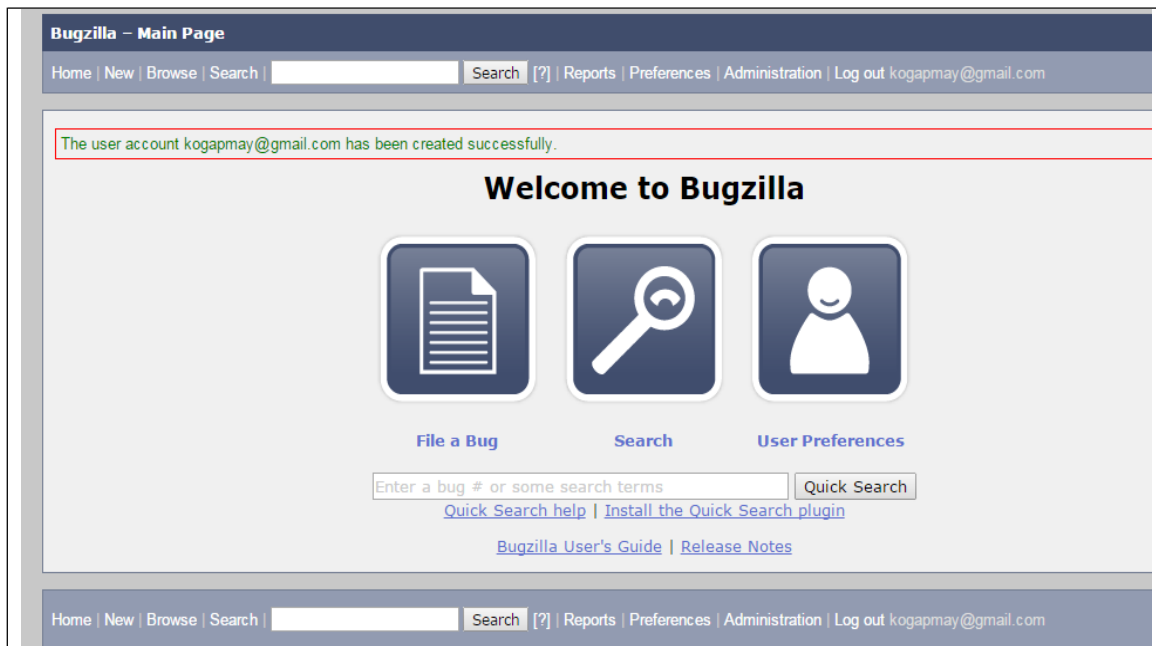 Bugzilla – Main Page
Home | New | Browse | Search | Search [?] | Reports | Preferences | Administration | Log out kogapmay@gmail.com
The user account kogapmay@gmail.com has been created successfully.
Welcome to Bugzilla
File a Bug Search User Preferences
Enter a bug # or some search terms Quick Search
Quick Search help | Install the Quick Search plugin
Bugzilla User's Guide | Release Notes
Home | New | Browse | Search | Search [?] | Reports | Preferences | Administration | Log out kogapmay@gmail.com